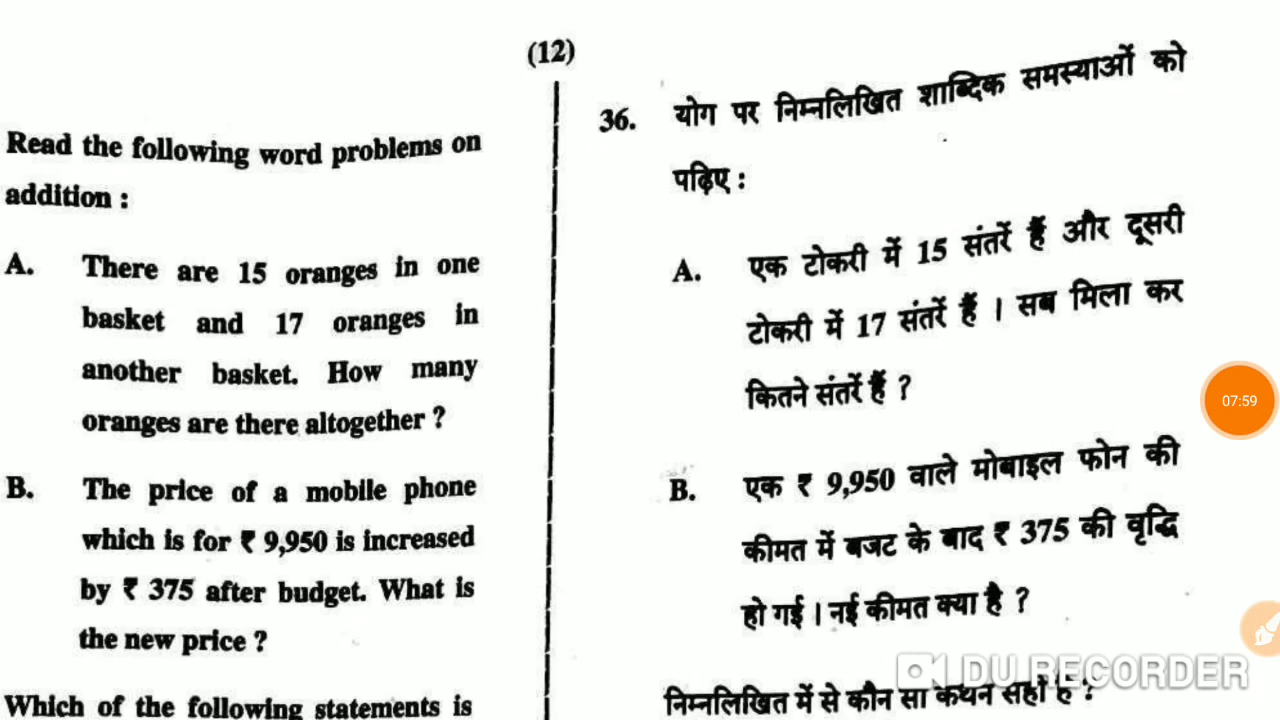 (12)
Read the following word problems on
addition :
A. There are 15 oranges in one
basket and 17 oranges in
another basket. How many
oranges are there altogether ?
B. The price of a mobile phone
which is for ₹ 9,950 is increased
by ₹ 375 after budget. What is
the new price ?
Which of the following statements is
36. योग पर निम्नलिखित शाब्दिक समस्याओं को
पढ़िए :
A. एक टोकरी में 15 संतरें हैं और दूसरी
टोकरी में 17 संतरें हैं । सब मिला कर
कितने संतरें हैं ?
B. एक ₹ 9,950 वाले मोबाइल फोन की
कीमत में बजट के बाद ₹ 375 की वृद्धि
हो गई । नई कीमत क्या है ?
निम्नलिखित में से कौन सा कथन सही है ?
07:59
DU RECORDER